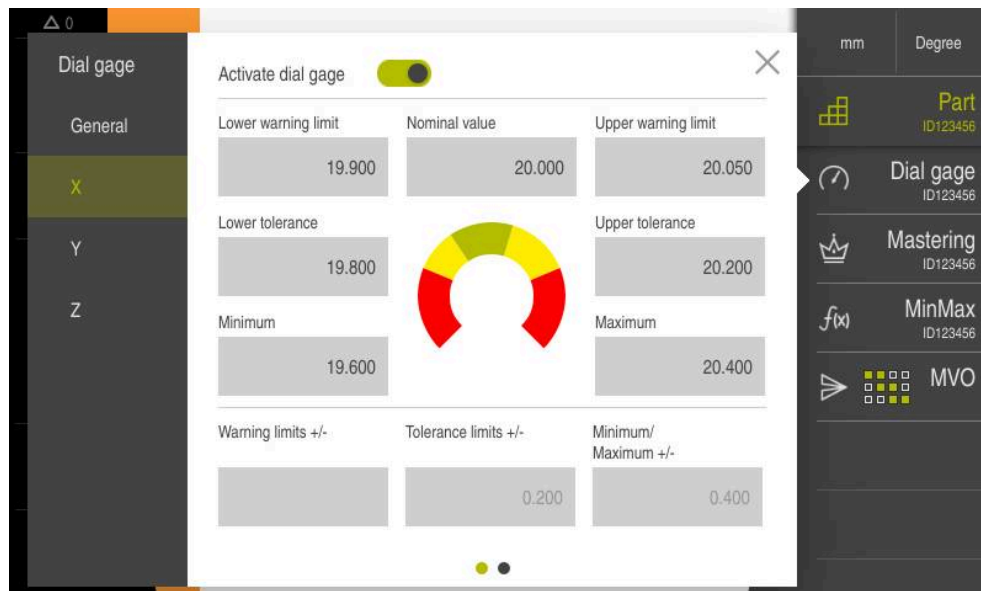 0
Dial gage
General
X
Y
Z
Activate dial gage
Lower warning limit
Nominal value
Upper warning limit
19.900
20.000
20.050
Lower tolerance
Upper tolerance
19.800
20.200
Minimum
Maximum
19.600
20.400
Warning limits +/-
Tolerance limits +/-
Minimum/
Maximum +/-
0.200
0.400
mm
Degree
Part
ID123456
Dial gage
ID123456
Mastering
ID123456
f(x)
MinMax
ID123456
MVO